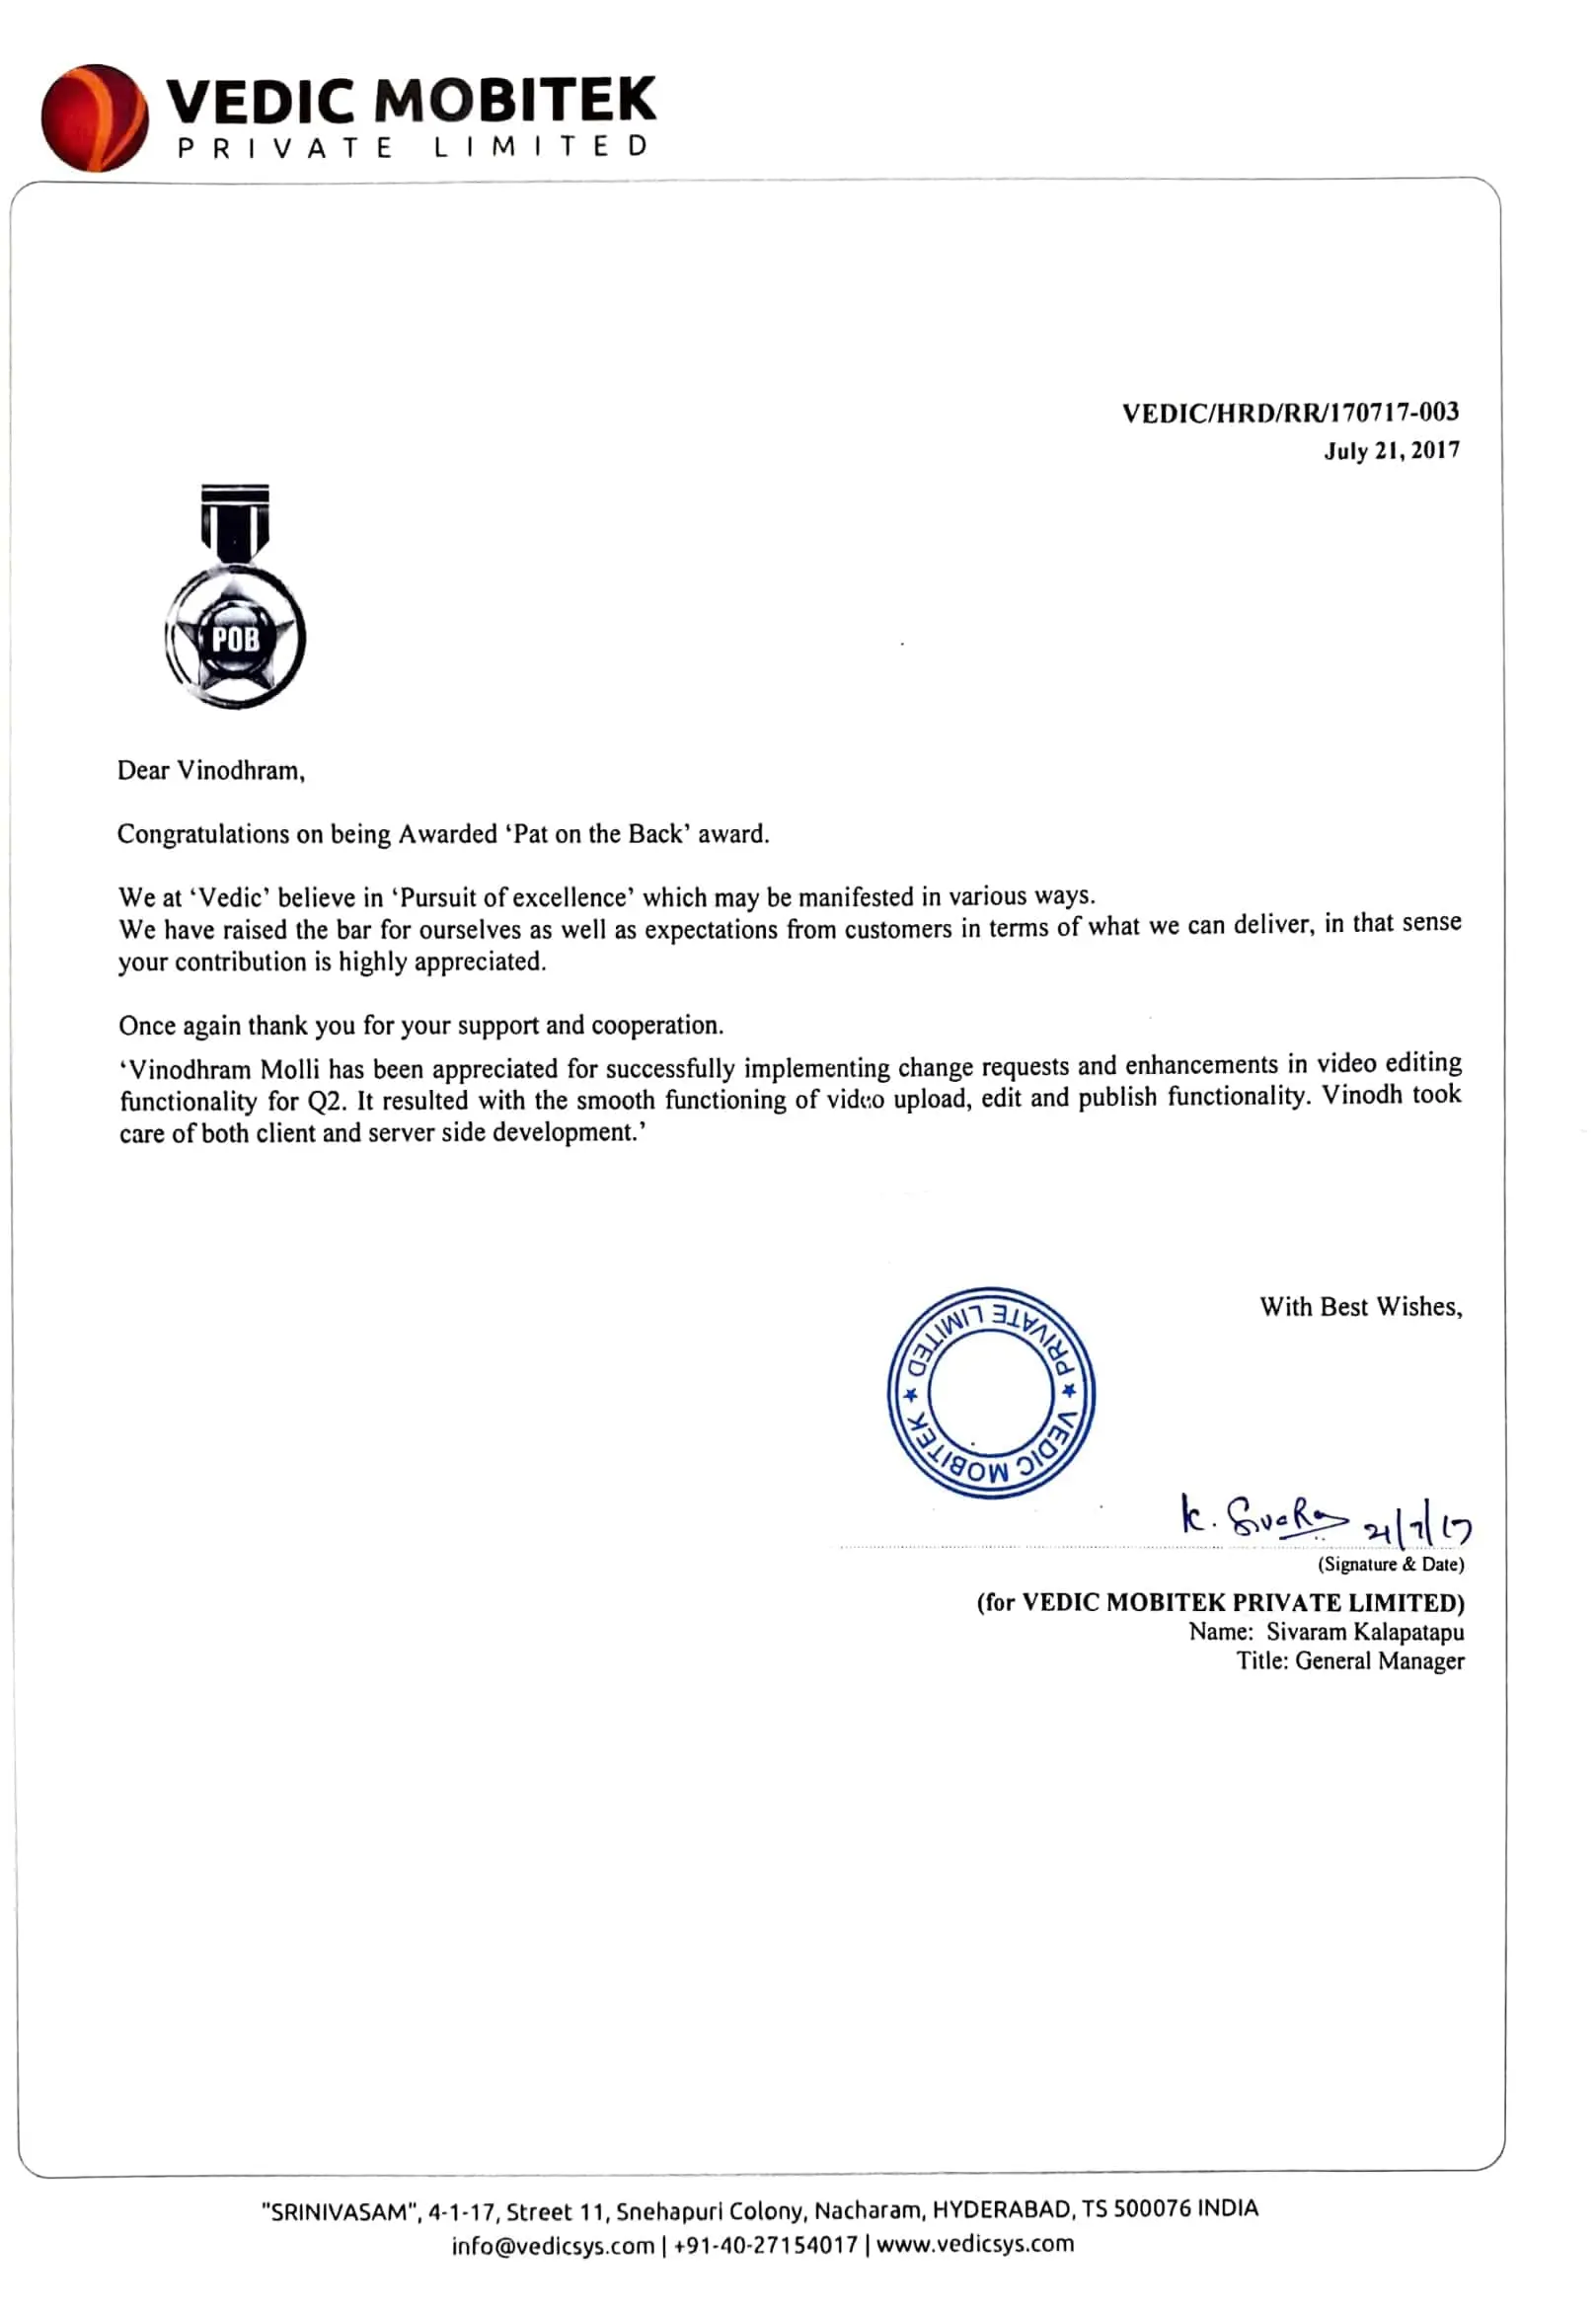 VEDIC MOBITEK
PRIVATE LIMITED
VEDIC/HRD/RR/170717-003
July 21, 2017
POB
Dear Vinodhram,
Congratulations on being Awarded ‘Pat on the Back’ award.
We at ‘Vedic’ believe in ‘Pursuit of excellence’ which may be manifested in various ways.
We have raised the bar for ourselves as well as expectations from customers in terms of what we can deliver, in that sense
your contribution is highly appreciated.
Once again thank you for your support and cooperation.
‘Vinodhram Molli has been appreciated for successfully implementing change requests and enhancements in video editing
functionality for Q2. It resulted with the smooth functioning of video upload, edit and publish functionality. Vinodh took
care of both client and server side development.’
With Best Wishes,
VEDIC MOBITEK ★ PRIVATE LIMITED ★
K. SivaRam 21/7/17
(Signature & Date)
(for VEDIC MOBITEK PRIVATE LIMITED)
Name: Sivaram Kalapatapu
Title: General Manager
"SRINIVASAM", 4-1-17, Street 11, Snehapuri Colony, Nacharam, HYDERABAD, TS 500076 INDIA
info@vedicsys.com | +91-40-27154017 | www.vedicsys.com